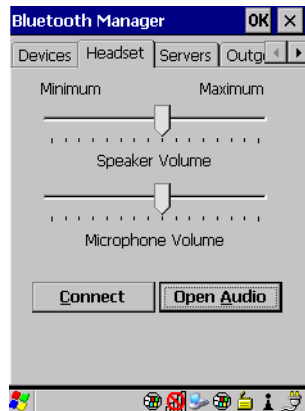 Bluetooth Manager OK ×
Devices Headset Servers Outg
Minimum Maximum
Speaker Volume
Microphone Volume
Connect Open Audio